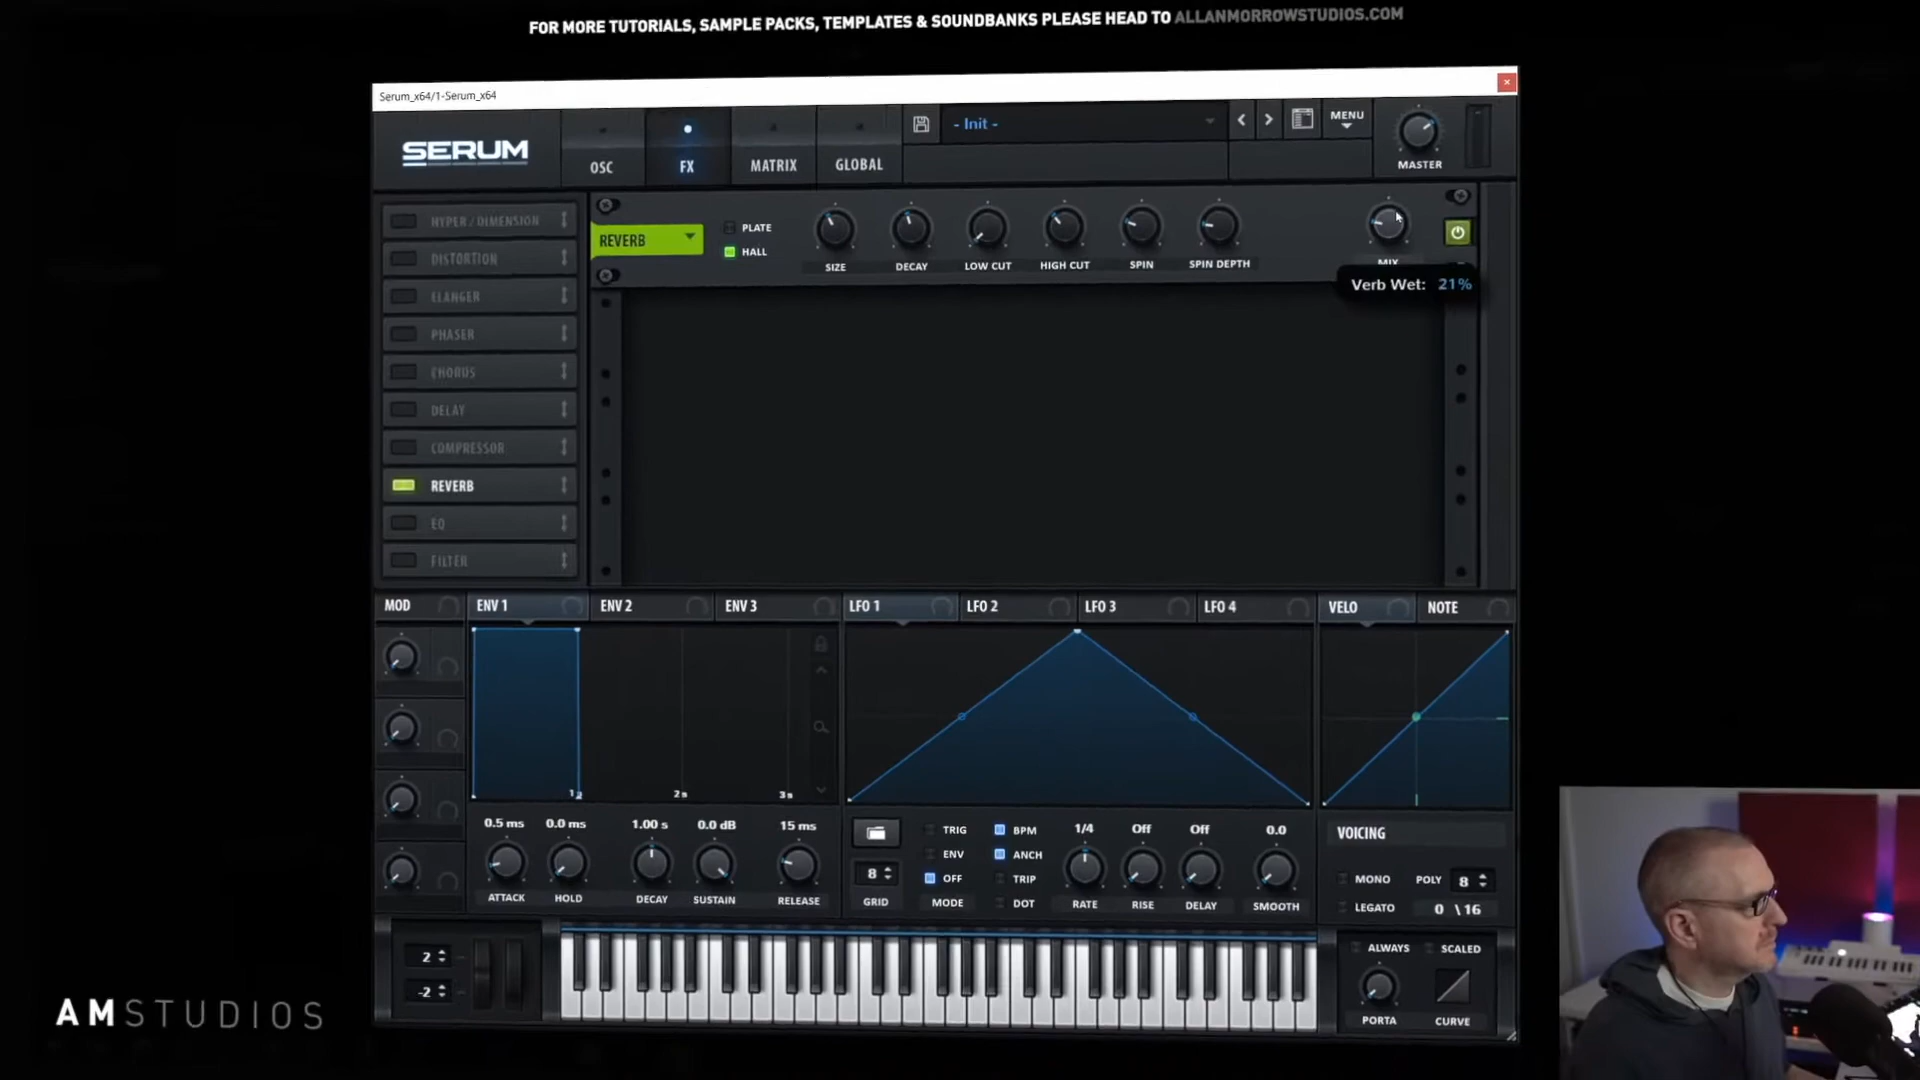 FOR MORE TUTORIALS, SAMPLE PACKS, TEMPLATES & SOUNDBANKS PLEASE HEAD TO ALLANMORROWSTUDIOS.COM
Serum_x64/1-Serum_x64
SERUM
OSC
FX
MATRIX
GLOBAL
- Init -
MENU
MASTER
HYPER / DIMENSION
DISTORTION
FLANGER
PHASER
CHORUS
DELAY
COMPRESSOR
REVERB
EQ
FILTER
REVERB
PLATE
HALL
SIZE
DECAY
LOW CUT
HIGH CUT
SPIN
SPIN DEPTH
MIX
Verb Wet: 21%
MOD
ENV 1
ENV 2
ENV 3
LFO 1
LFO 2
LFO 3
LFO 4
VELO
NOTE
2s
3s
0.5 ms
0.0 ms
1.00 s
0.0 dB
15 ms
ATTACK
HOLD
DECAY
SUSTAIN
RELEASE
8
GRID
TRIG
ENV
OFF
MODE
BPM
ANCH
TRIP
DOT
1/4
Off
Off
0.0
RATE
RISE
DELAY
SMOOTH
VOICING
MONO
POLY 8
LEGATO
0 \ 16
2
-2
ALWAYS
SCALED
PORTA
CURVE
AMSTUDIOS